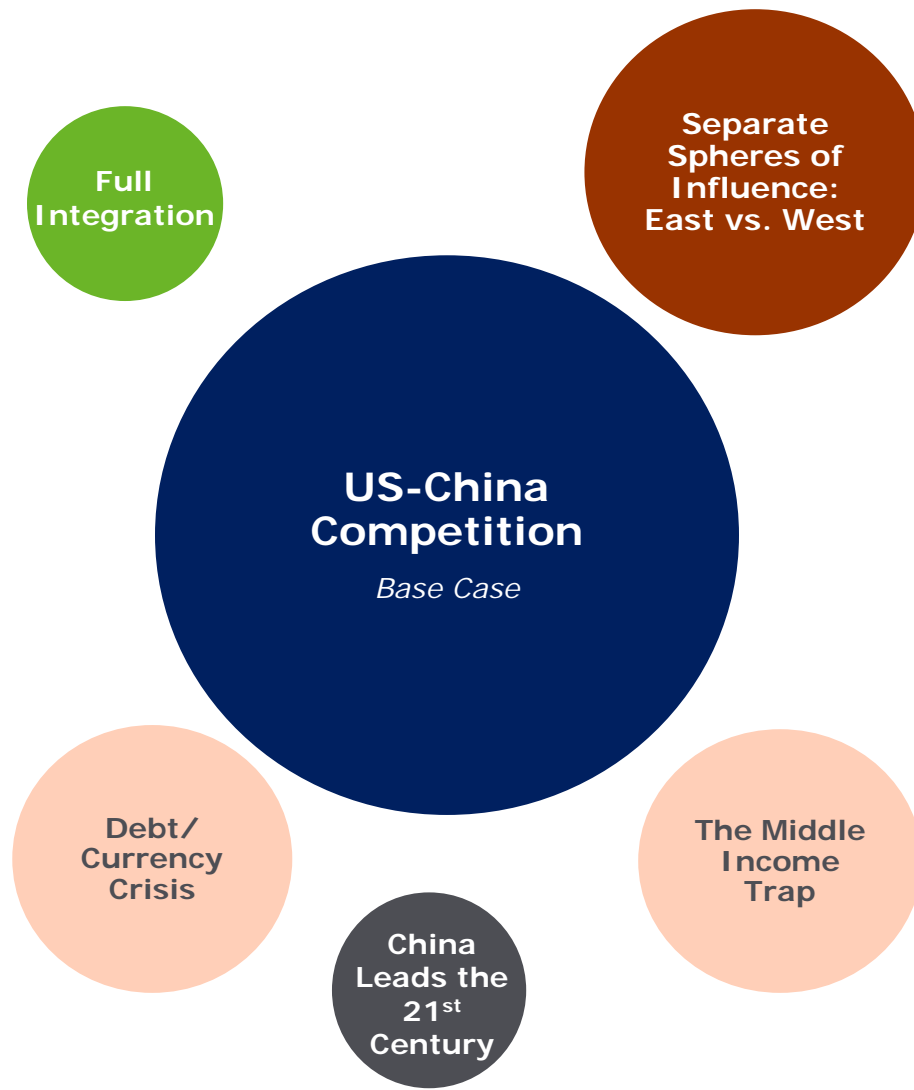 Full
Integration
Separate
Spheres of
Influence:
East vs. West
US-China
Competition
Base Case
Debt/
Currency
Crisis
The Middle
Income
Trap
China
Leads the
21st
Century